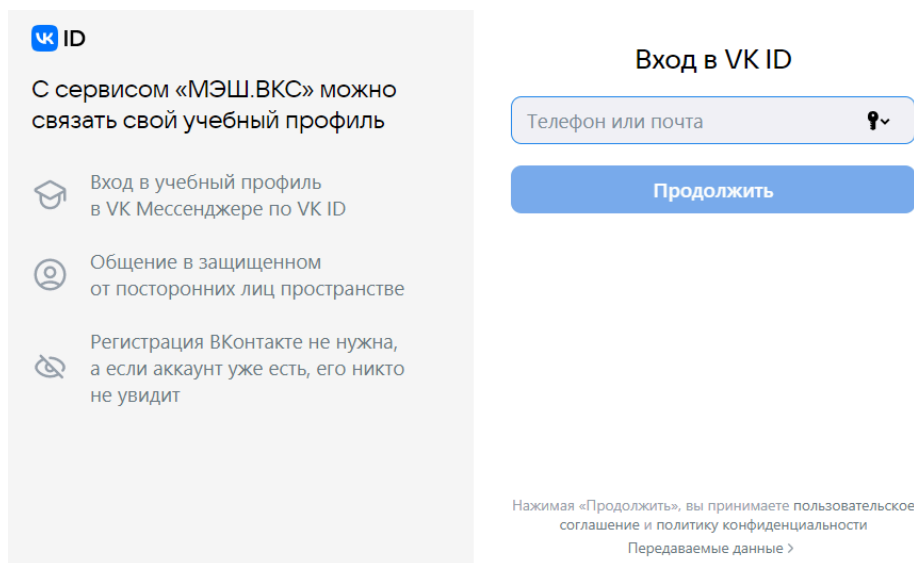 VK ID
С сервисом «МЭШ.ВКС» можно
связать свой учебный профиль
Вход в учебный профиль
в VK Мессенджере по VK ID
Общение в защищенном
от посторонних лиц пространстве
Регистрация ВКонтакте не нужна,
а если аккаунт уже есть, его никто
не увидит
Вход в VK ID
Телефон или почта
Продолжить
Нажимая «Продолжить», вы принимаете пользовательское
соглашение и политику конфиденциальности
Передаваемые данные >